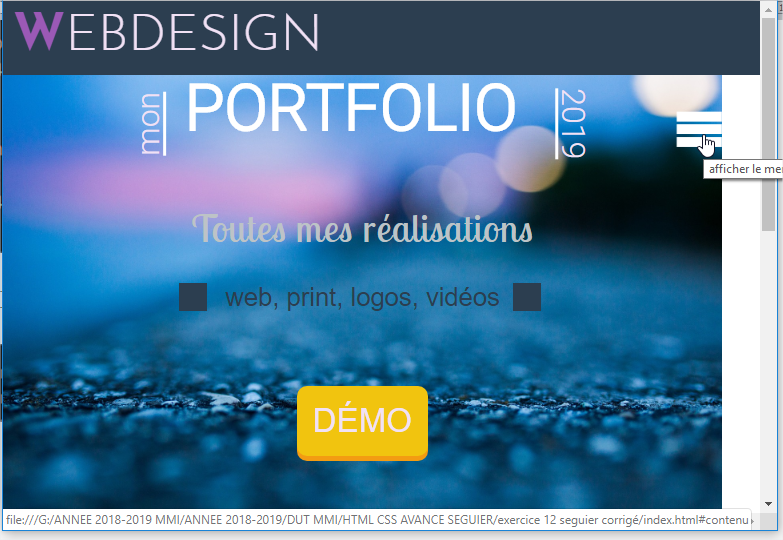 WEBDESIGN
mon
PORTFOLIO
2019
afficher le me
Toutes mes réalisations
web, print, logos, vidéos
DÉMO
file:///G:/ANNEE 2018-2019 MMI/ANNEE 2018-2019/DUT MMI/HTML CSS AVANCE SEGUIER/exercice 12 seguier corrigé/index.html#contenu